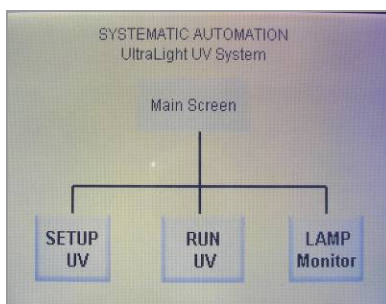 SYSTEMATIC AUTOMATION
UltraLight UV System
Main Screen
SETUP
UV
RUN
UV
LAMP
Monitor